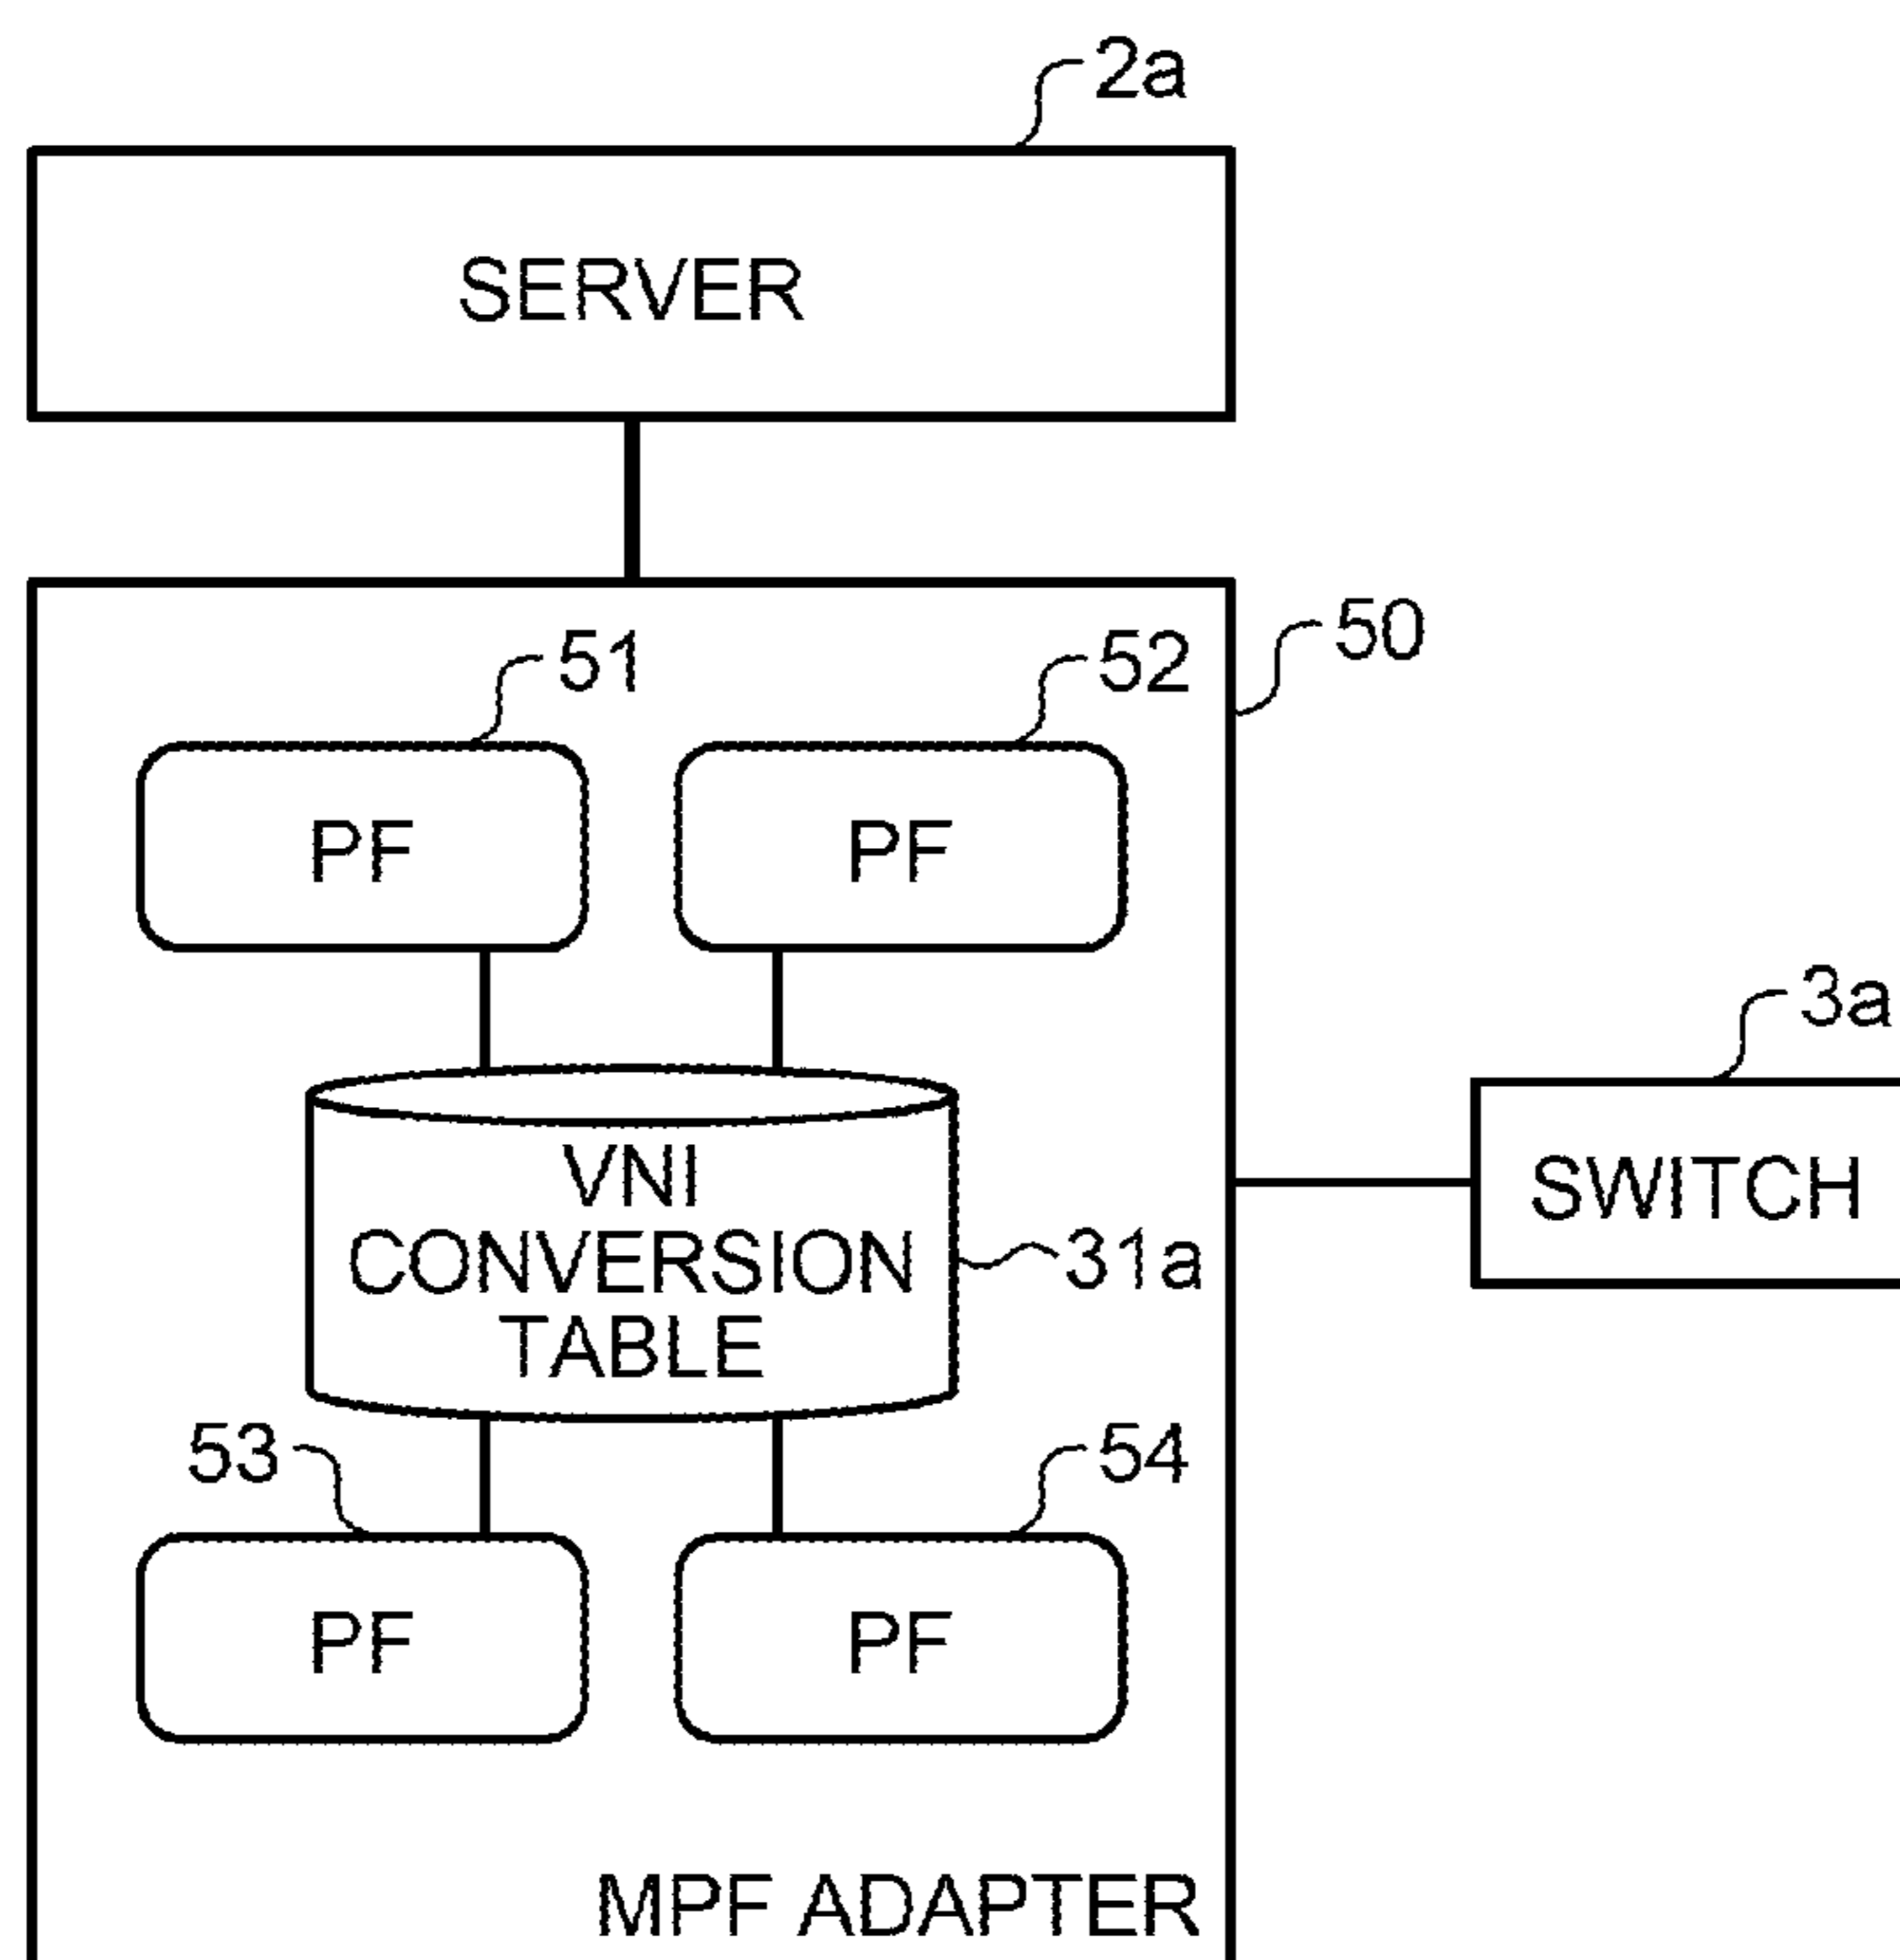 2a
SERVER
50
51
52
PF
PF
3a
SWITCH
VNI
CONVERSION
TABLE
31a
53
54
PF
PF
MPF ADAPTER